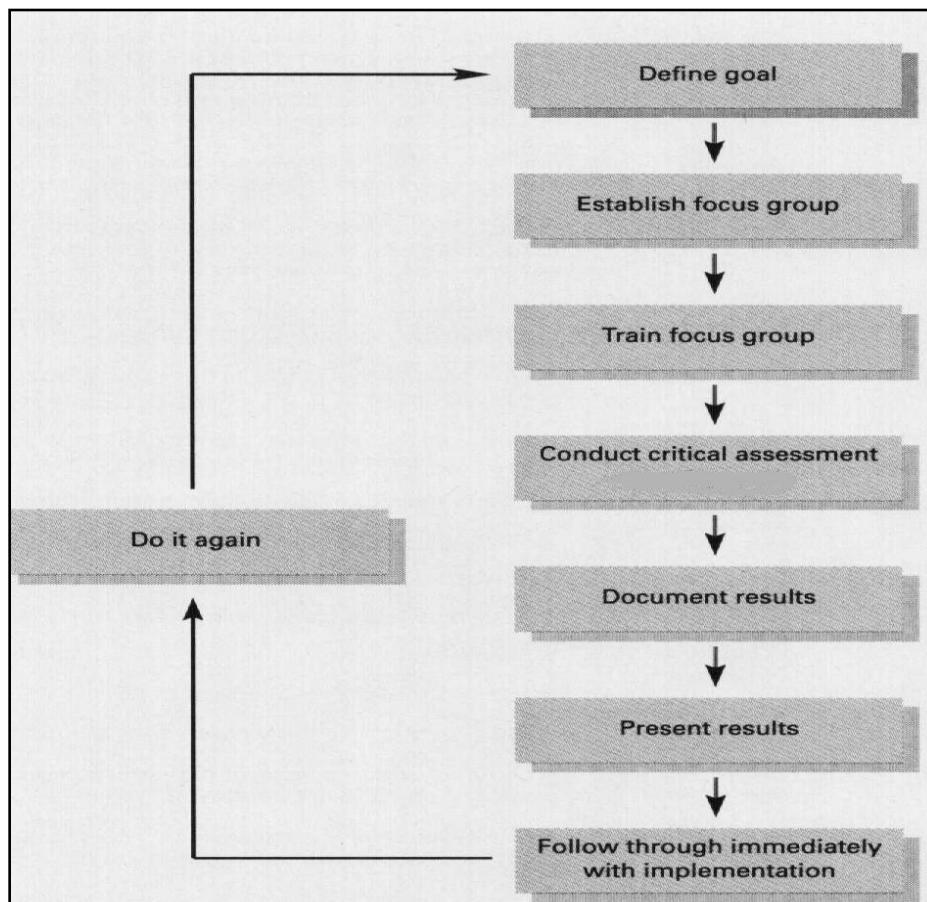 Define goal
Establish focus group
Train focus group
Conduct critical assessment
Document results
Present results
Follow through immediately
with implementation
Do it again